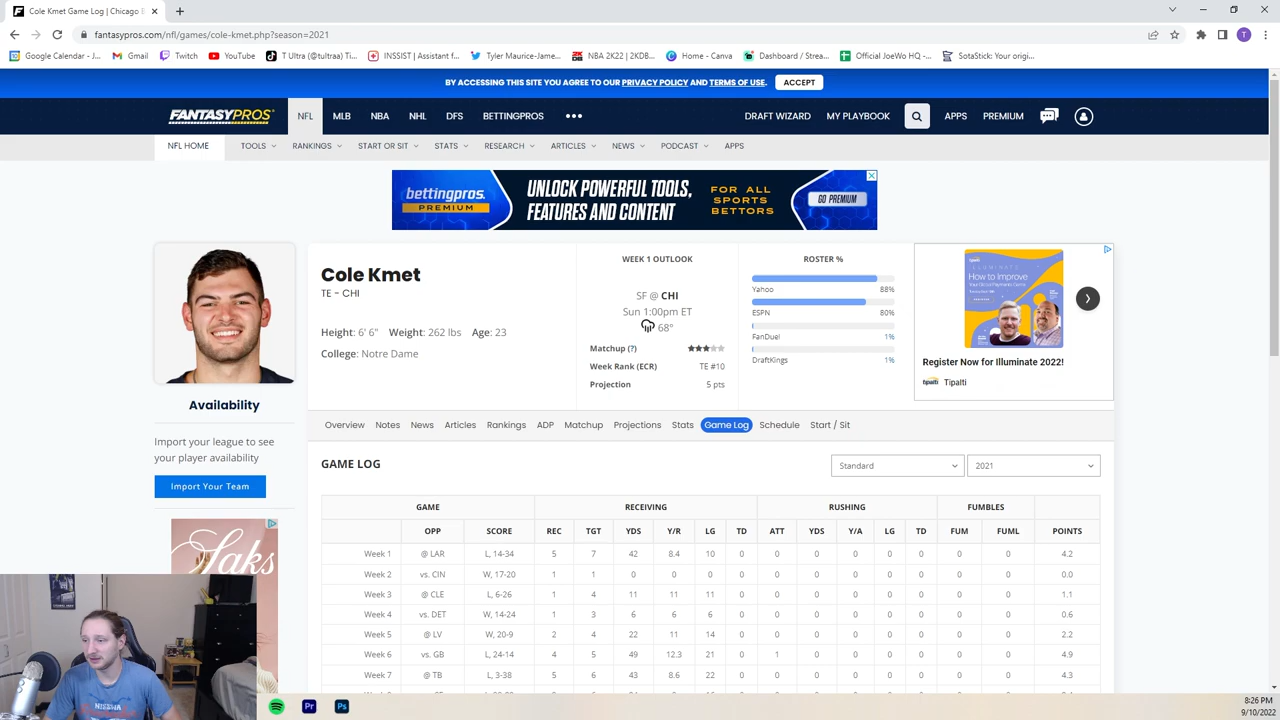 Cole Kmet Game Log | Chicago B
fantasypros.com/nfl/games/cole-kmet.php?season=2021
T
Google Calendar - J... Gmail Twitch YouTube T Ultra (@tultraa) Ti... INSSIST | Assistant f... Tyler Maurice-Jame... NBA 2K22 | 2KDB... Home - Canva Dashboard / Strea... Official JoeWo HQ -... SotaStick: Your origi...
BY ACCESSING THIS SITE YOU AGREE TO OUR PRIVACY POLICY AND TERMS OF USE. ACCEPT
FANTASYPROS NFL MLB NBA NHL DFS BETTINGPROS DRAFT WIZARD MY PLAYBOOK APPS PREMIUM
NFL HOME TOOLS RANKINGS START OR SIT STATS RESEARCH ARTICLES NEWS PODCAST APPS
bettingpros. PREMIUM
UNLOCK POWERFUL TOOLS,
FEATURES AND CONTENT
FOR ALL
SPORTS
BETTORS
GO PREMIUM
Cole Kmet
TE - CHI
Height: 6' 6" Weight: 262 lbs Age: 23
College: Notre Dame
WEEK 1 OUTLOOK
SF @ CHI
Sun 1:00pm ET
68°
Matchup (?) ★★★★★
Week Rank (ECR) TE #10
Projection 5 pts
ROSTER %
Yahoo 88%
ESPN 80%
FanDuel 1%
DraftKings 1%
ILLUMINATE
How to Improve
Register Now for Illuminate 2022!
tipalti Tipalti
Availability
Import your league to see
your player availability
Import Your Team
Saks
Overview Notes News Articles Rankings ADP Matchup Projections Stats Game Log Schedule Start / Sit
GAME LOG Standard 2021
GAME RECEIVING RUSHING FUMBLES
OPP SCORE REC TGT YDS Y/R LG TD ATT YDS Y/A LG TD FUM FUML POINTS
Week 1 @ LAR L, 14-34 5 7 42 8.4 10 0 0 0 0 0 0 0 0 4.2
Week 2 vs. CIN W, 17-20 1 1 0 0 0 0 0 0 0 0 0 0 0 0.0
Week 3 @ CLE L, 6-26 1 4 11 11 11 0 0 0 0 0 0 0 0 1.1
Week 4 vs. DET W, 14-24 1 3 6 6 6 0 0 0 0 0 0 0 0 0.6
Week 5 @ LV W, 20-9 2 4 22 11 14 0 0 0 0 0 0 0 0 2.2
Week 6 vs. GB L, 24-14 4 5 49 12.3 21 0 1 0 0 0 0 0 0 4.9
Week 7 @ TB L, 3-38 5 6 43 8.6 22 0 0 0 0 0 0 0 0 4.3
Pr Ps
8:26 PM
9/10/2022